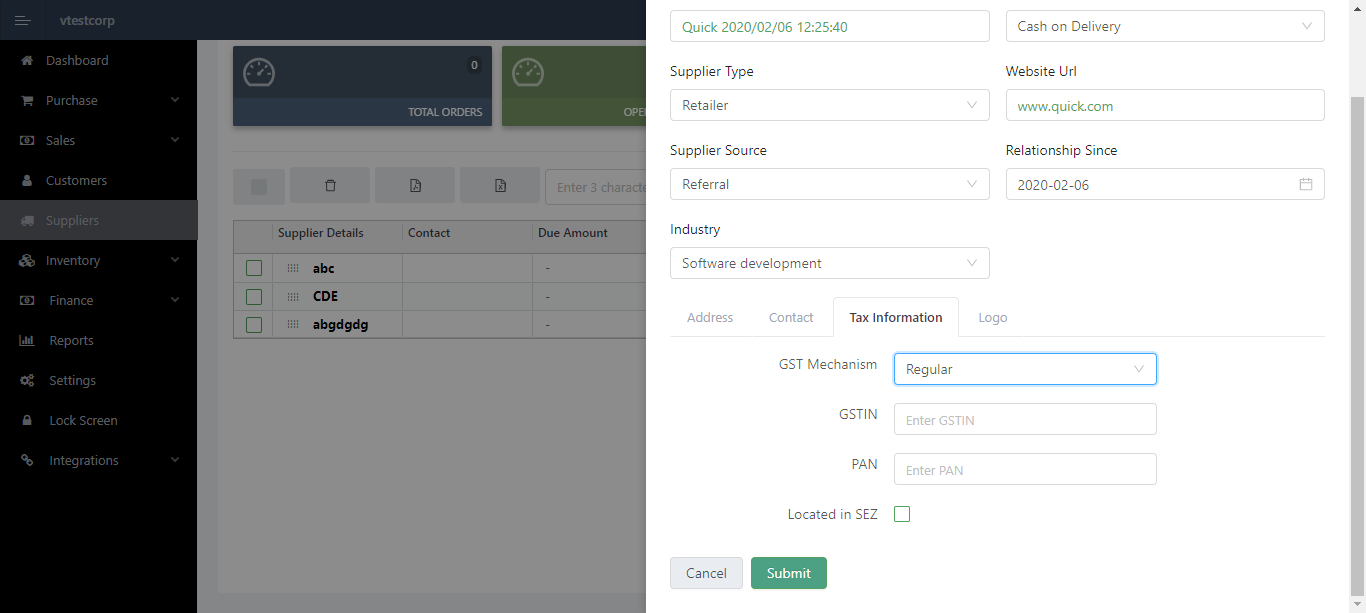 vtestcorp
Dashboard
Purchase
Sales
Customers
Suppliers
Inventory
Finance
Reports
Settings
Lock Screen
Integrations
0
TOTAL ORDERS
OPE
Enter 3 characte
Supplier Details Contact Due Amount
abc -
CDE -
abgdgdg -
Quick 2020/02/06 12:25:40 Cash on Delivery
Supplier Type Website Url
Retailer www.quick.com
Supplier Source Relationship Since
Referral 2020-02-06
Industry
Software development
Address Contact Tax Information Logo
GST Mechanism Regular
GSTIN Enter GSTIN
PAN Enter PAN
Located in SEZ
Cancel Submit